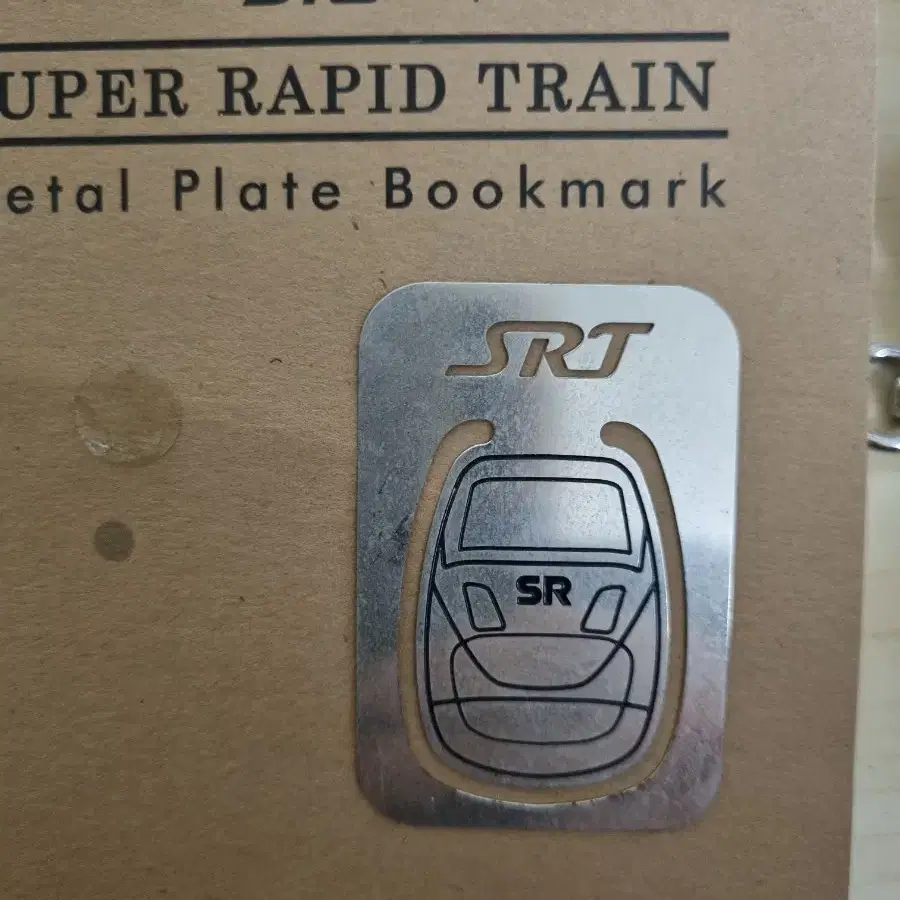 UPER RAPID TRAIN
etal Plate Bookmark
SRT
SR